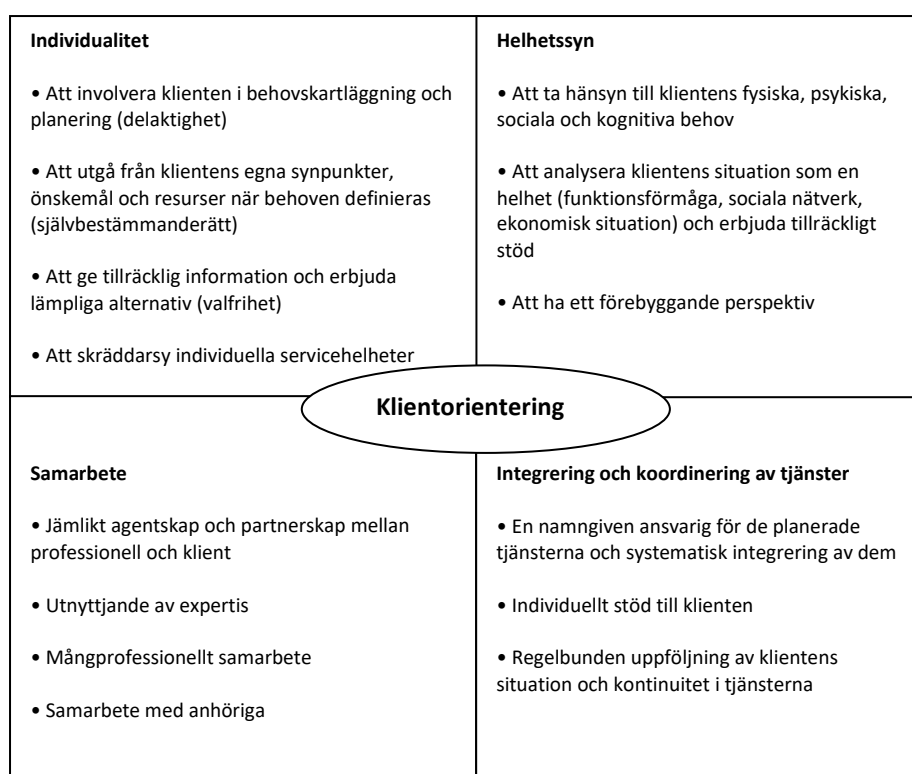 Individualitet
• Att involvera klienten i behovskartläggning och
planering (delaktighet)
• Att utgå från klientens egna synpunkter,
önskemål och resurser när behoven definieras
(självbestämmanderätt)
• Att ge tillräcklig information och erbjuda
lämpliga alternativ (valfrihet)
• Att skräddarsy individuella servicehelheter
Helhetssyn
• Att ta hänsyn till klientens fysiska, psykiska,
sociala och kognitiva behov
• Att analysera klientens situation som en
helhet (funktionsförmåga, sociala nätverk,
ekonomisk situation) och erbjuda tillräckligt
stöd
• Att ha ett förebyggande perspektiv
Klientorientering
Samarbete
• Jämlikt agentskap och partnerskap mellan
professionell och klient
• Utnyttjande av expertis
• Mångprofessionellt samarbete
• Samarbete med anhöriga
Integrering och koordinering av tjänster
• En namngiven ansvarig för de planerade
tjänsterna och systematisk integrering av dem
• Individuellt stöd till klienten
• Regelbunden uppföljning av klientens
situation och kontinuitet i tjänsterna